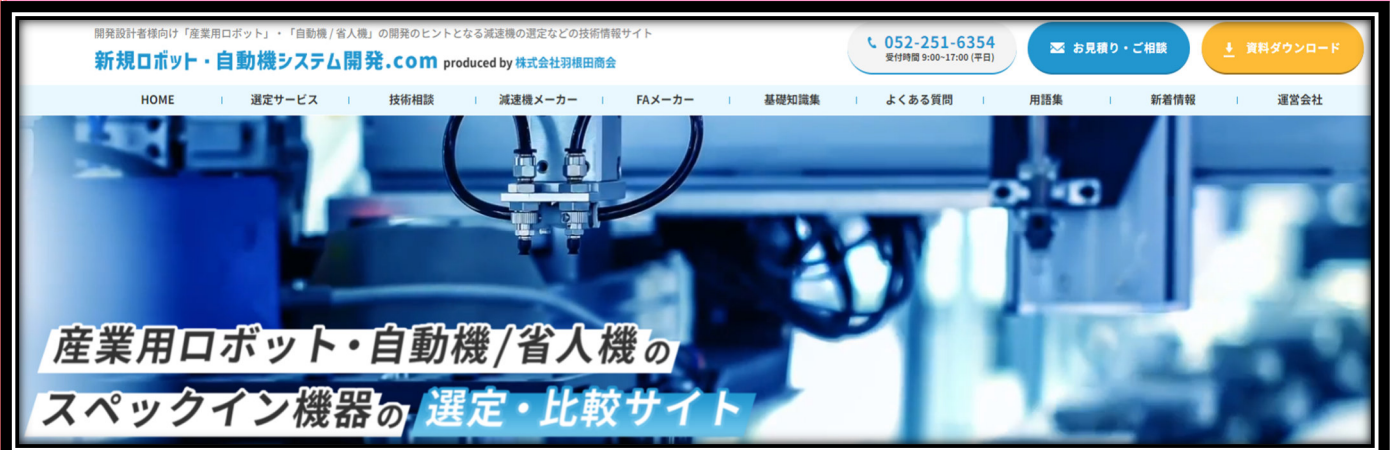 開発設計者様向け「産業用ロボット」・「自動機 / 省人機」の開発のヒントとなる減速機の選定などの技術情報サイト
新規ロボット・自動機システム開発.com produced by 株式会社羽根田商会
052-251-6354
受付時間 9:00~17:00 (平日)
お見積り・ご相談
資料ダウンロード
HOME 選定サービス 技術相談 減速機メーカー FAメーカー 基礎知識集 よくある質問 用語集 新着情報 運営会社
産業用ロボット・自動機/省人機の
スペックイン機器の 選定・比較サイト